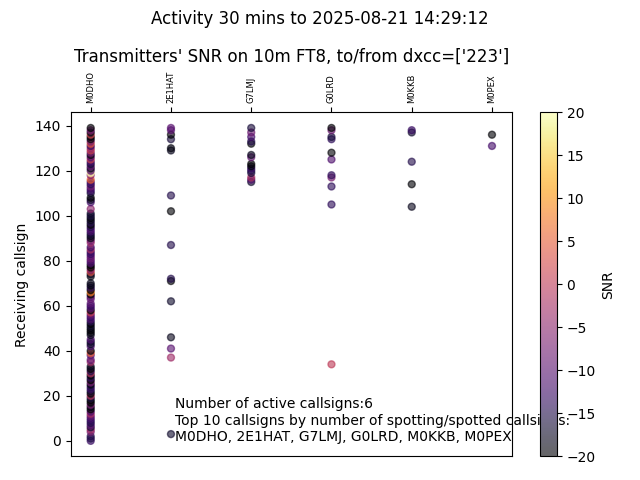 Activity 30 mins to 2025-08-21 14:29:12
Transmitters' SNR on 10m FT8, to/from dxcc=['223']
M0DHO 2E1HAT G7LMJ G0LRD M0KKB M0PEX
140
120
100
80
60
40
20
0
Receiving callsign
Number of active callsigns:6
Top 10 callsigns by number of spotting/spotted callsigns:
M0DHO, 2E1HAT, G7LMJ, G0LRD, M0KKB, M0PEX
20
15
10
5
0
−5
−10
−15
−20
SNR